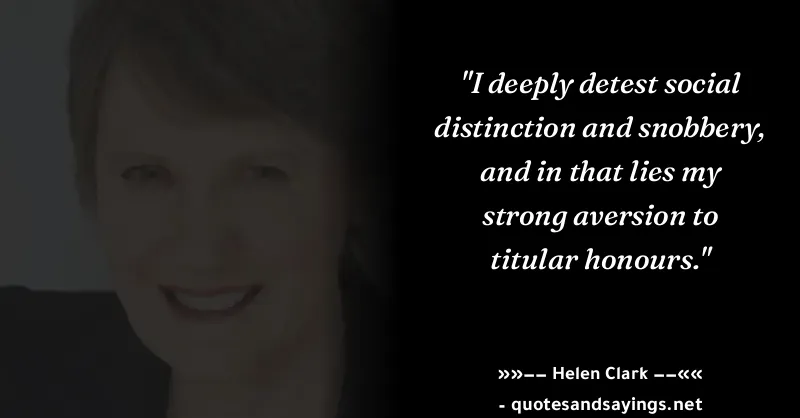 "I deeply detest social
distinction and snobbery,
and in that lies my
strong aversion to
titular honours."
»»―― Helen Clark ――««
- quotesandsayings.net